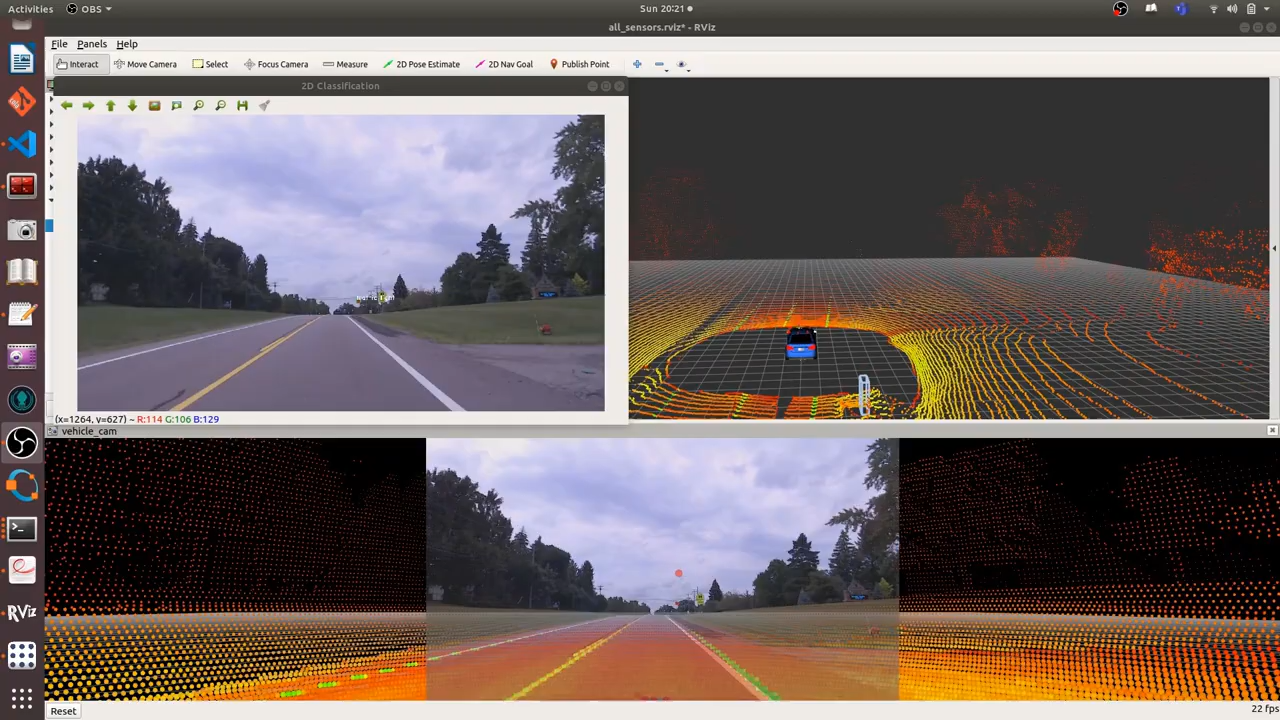 Activities
OBS
Sun 20:21
all_sensors.rviz* - RViz
File Panels Help
Interact Move Camera Select Focus Camera Measure 2D Pose Estimate 2D Nav Goal Publish Point
2D Classification
(x=1264, y=627) ~ R:114 G:106 B:129
vehicle_cam
RViz
Reset
22 fps